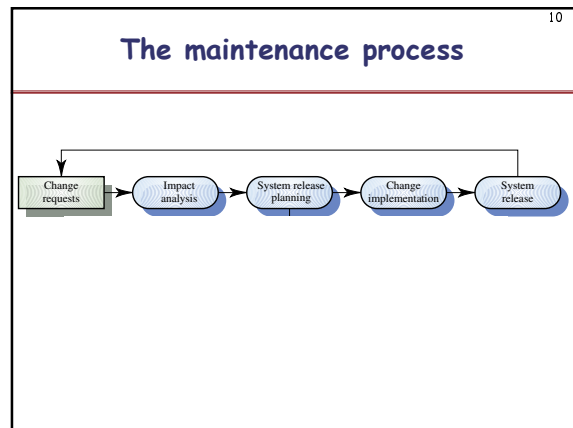 10
The maintenance process
Change
requests
Impact
analysis
System release
planning
Change
implementation
System
release